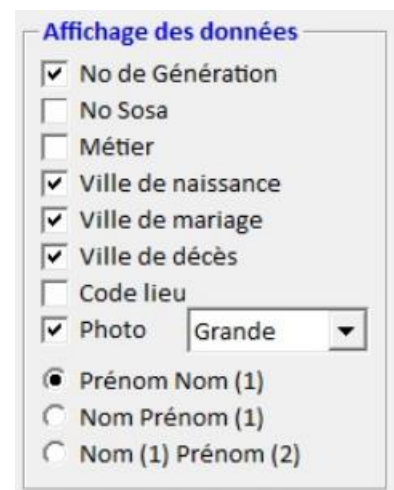 Affichage des données
No de Génération
No Sosa
Métier
Ville de naissance
Ville de mariage
Ville de décès
Code lieu
Photo Grande
Prénom Nom (1)
Nom Prénom (1)
Nom (1) Prénom (2)